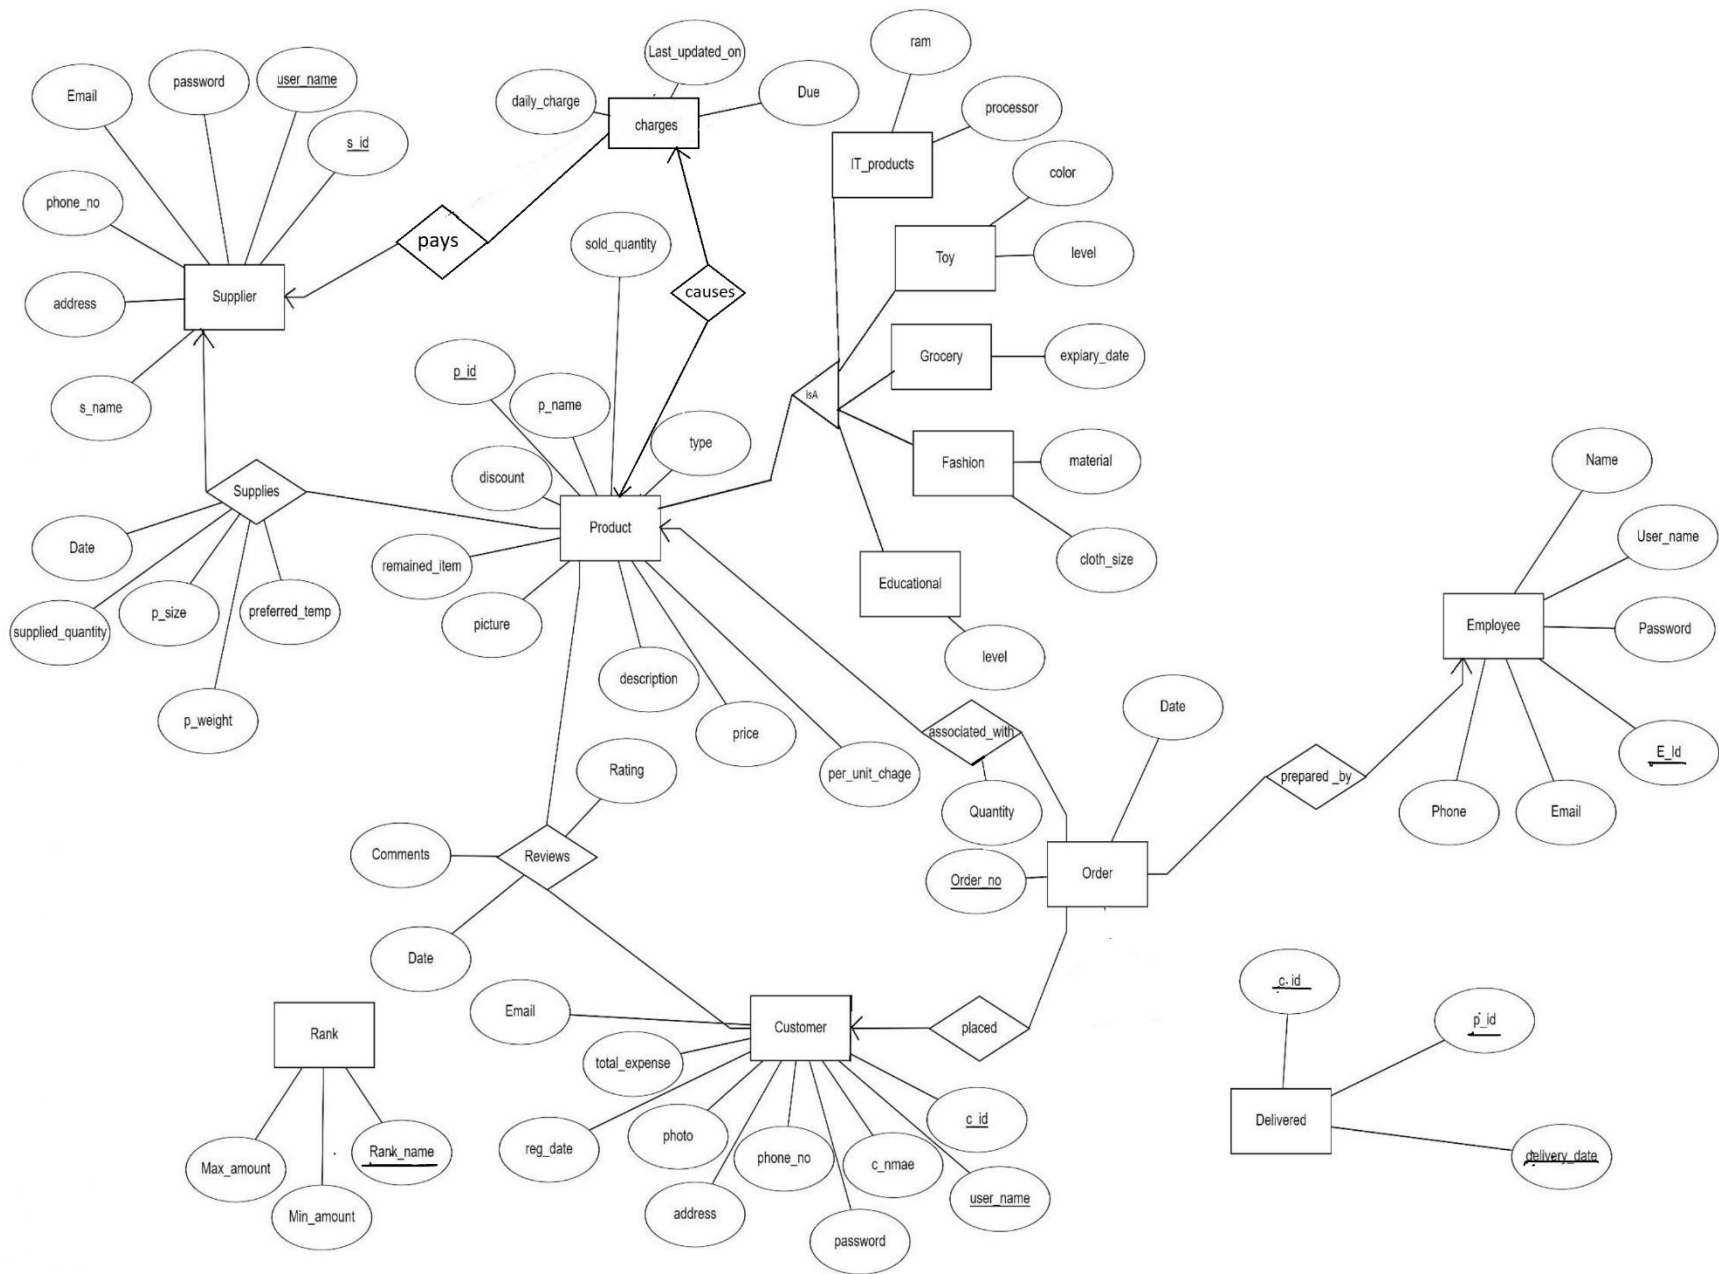 ram
Last_updated_on
password
user_name
Email
daily_charge
Due
processor
charges
s_id
IT_products
color
phone_no
pays
sold_quantity
Toy
level
address
Supplier
causes
Grocery
expiary_date
p_id
isA
s_name
p_name
type
Fashion
material
Name
discount
Supplies
Product
User_name
Date
remained_item
cloth_size
Educational
supplied_quantity
p_size
preferred_temp
picture
Employee
Password
level
description
p_weight
price
associated_with
Date
E_Id
Rating
per_unit_chage
prepared _by
Quantity
Phone
Email
Comments
Reviews
Order_no
Order
Date
c_id
Email
Rank
Customer
placed
p_id
total_expense
c_id
Delivered
reg_date
photo
Max_amount
Rank_name
phone_no
c_nmae
delivery_date
user_name
Min_amount
address
password